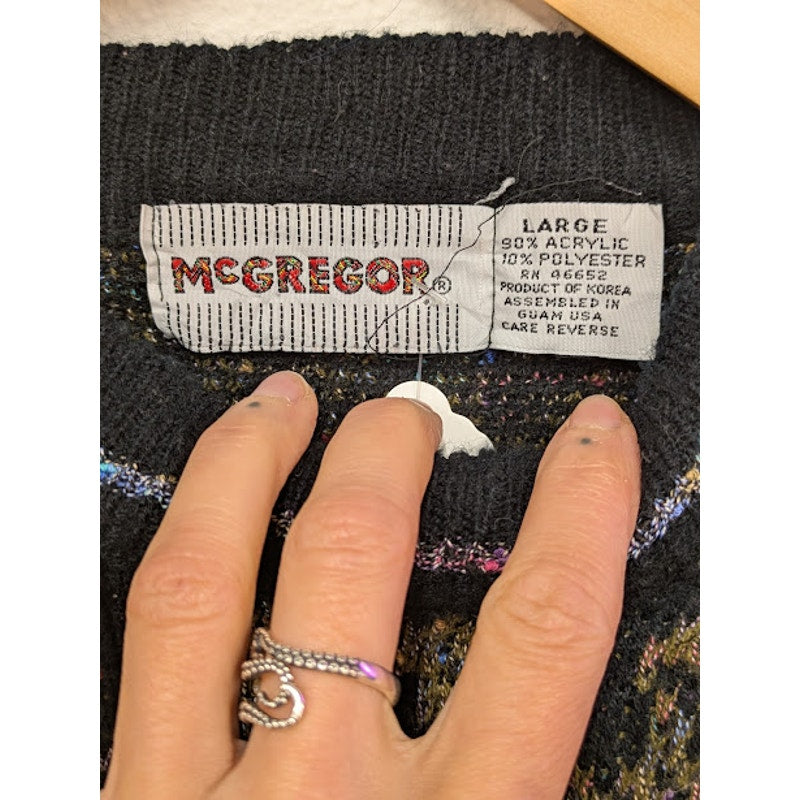 McGREGOR®
LARGE
90% ACRYLIC
10% POLYESTER
RN 46652
PRODUCT OF KOREA
ASSEMBLED IN
GUAM USA
CARE REVERSE